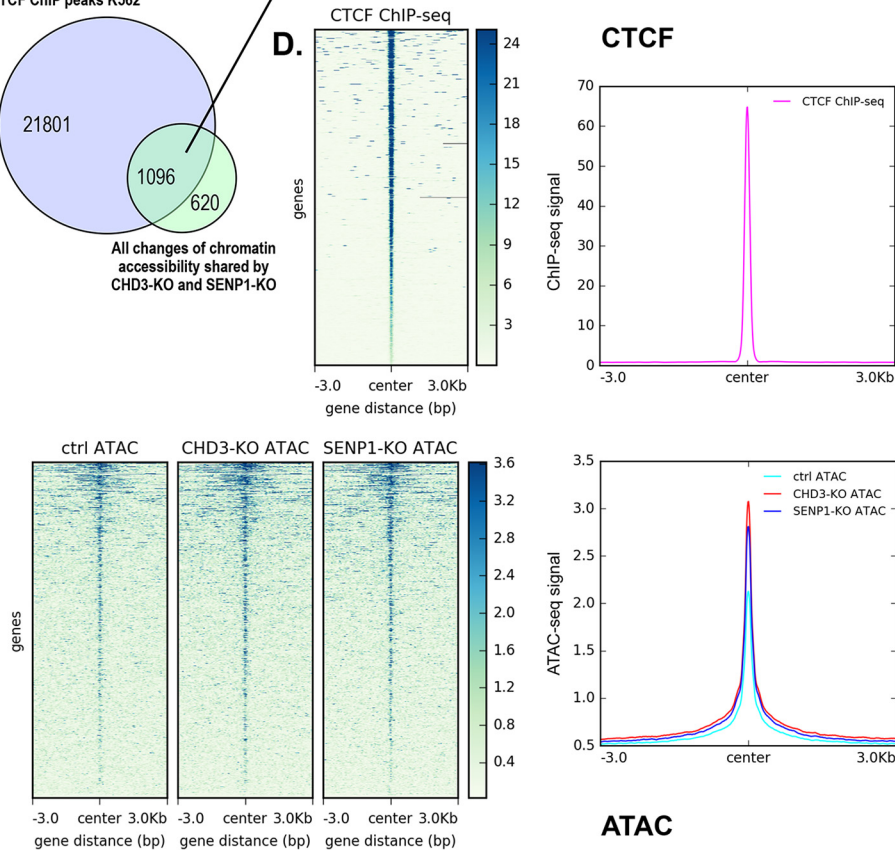 ChIP peaks K562
21801
1096
620
All changes of chromatin
accessibility shared by
CHD3-KO and SENP1-KO
D.
CTCF ChIP-seq
genes
24
21
18
15
12
9
6
3
-3.0 center 3.0Kb
gene distance (bp)
CTCF
CTCF ChIP-seq
ChIP-seq signal
70
60
50
40
30
20
10
0
-3.0 center 3.0Kb
ctrl ATAC CHD3-KO ATAC SENP1-KO ATAC
genes
3.6
3.2
2.8
2.4
2.0
1.6
1.2
0.8
0.4
-3.0 center 3.0Kb -3.0 center 3.0Kb -3.0 center 3.0Kb
gene distance (bp) gene distance (bp) gene distance (bp)
ctrl ATAC
CHD3-KO ATAC
SENP1-KO ATAC
ATAC-seq signal
3.5
3.0
2.5
2.0
1.5
1.0
0.5
-3.0 center 3.0Kb
ATAC